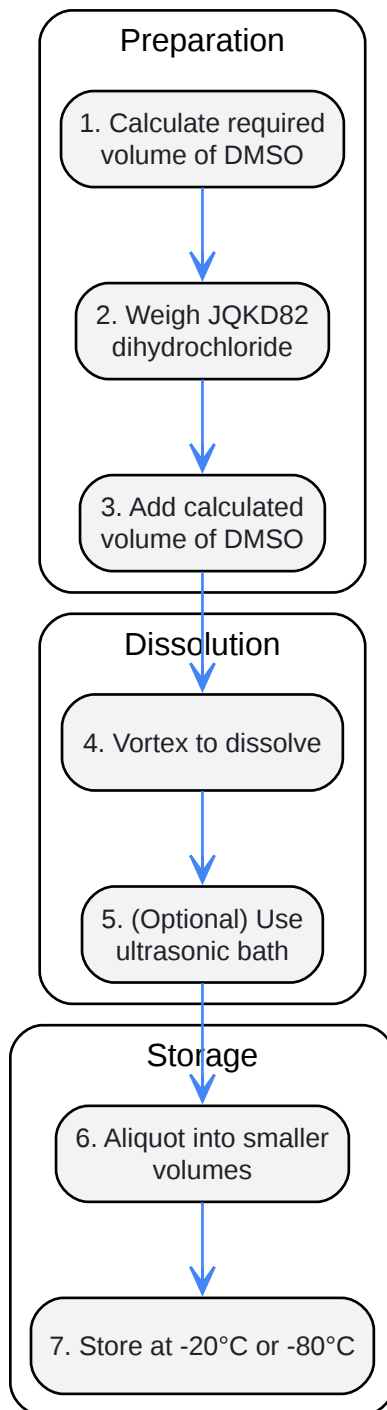 Preparation
1. Calculate required
volume of DMSO
2. Weigh JQKD82
dihydrochloride
3. Add calculated
volume of DMSO
Dissolution
4. Vortex to dissolve
5. (Optional) Use
ultrasonic bath
Storage
6. Aliquot into smaller
volumes
7. Store at -20°C or -80°C